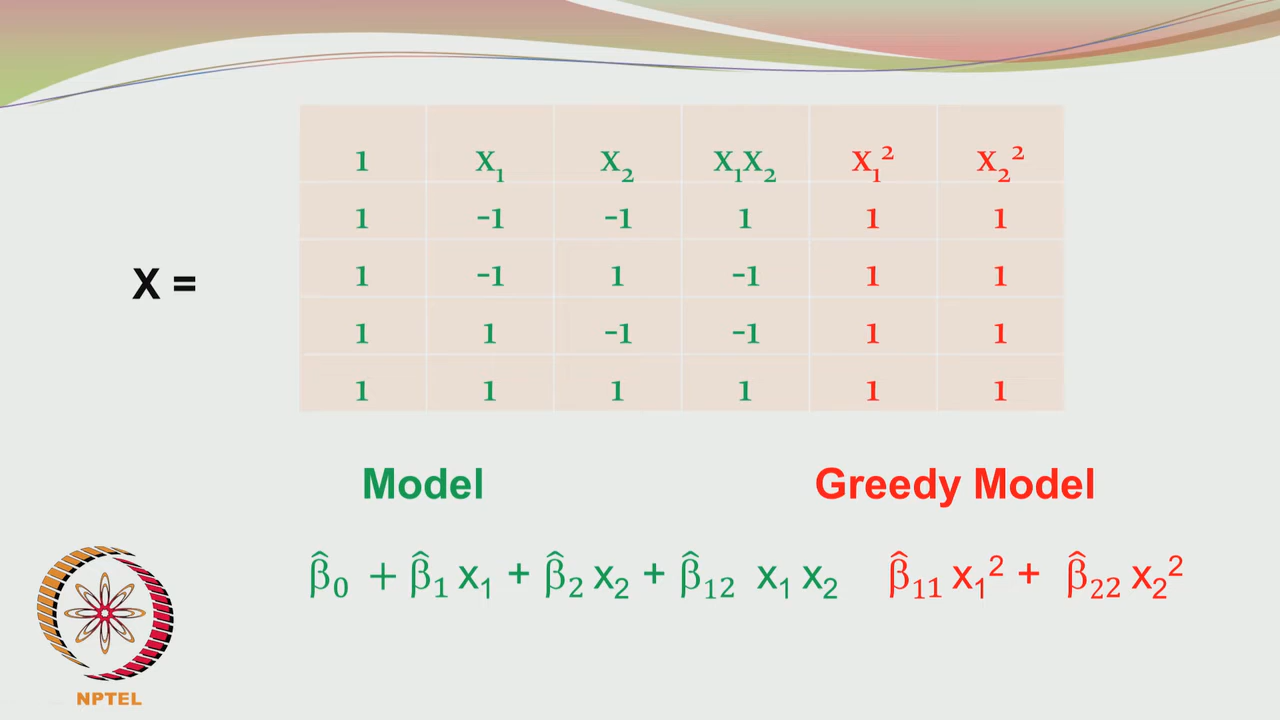 1 x₁ x₂ x₁x₂ x₁² x₂²
1 -1 -1 1 1 1
1 -1 1 -1 1 1
X =
1 1 -1 -1 1 1
1 1 1 1 1 1
Model Greedy Model
β̂₀ + β̂₁ x₁ + β̂₂ x₂ + β̂₁₂ x₁ x₂ β̂₁₁ x₁² + β̂₂₂ x₂²
NPTEL